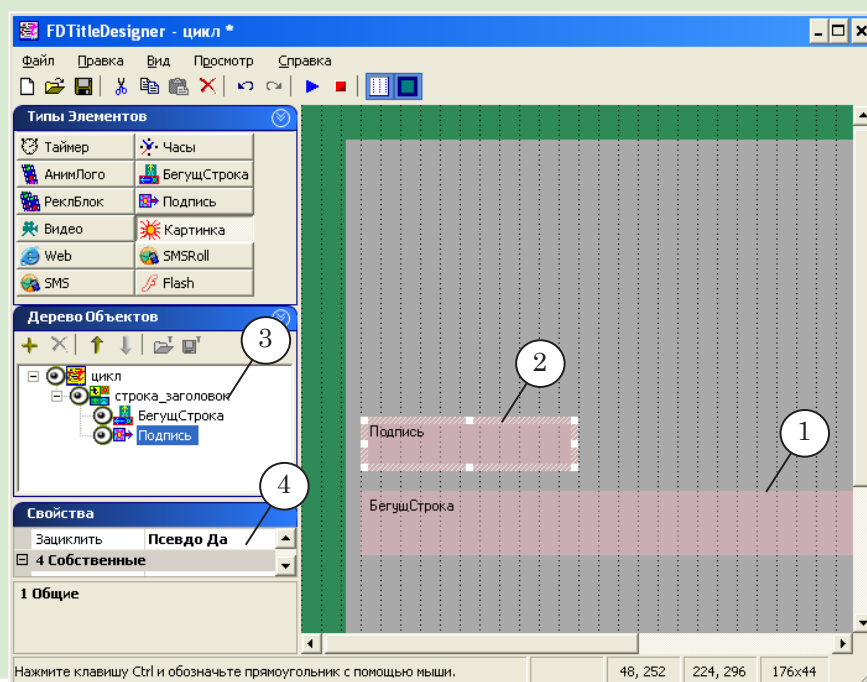 FDTitleDesigner - цикл *
Файл Правка Вид Просмотр Справка
Типы Элементов
Таймер Часы
АнимЛого БегущСтрока
РеклБлок Подпись
Видео Картинка
Web SMSRoll
SMS Flash
Дерево Объектов
3
цикл
строка_заголовок
БегущСтрока
Подпись
2
Подпись
1
БегущСтрока
4
Свойства
Зациклить Псевдо Да
4 Собственные
1 Общие
Нажмите клавишу Ctrl и обозначьте прямоугольник с помощью мыши. 48, 252 224, 296 176x44